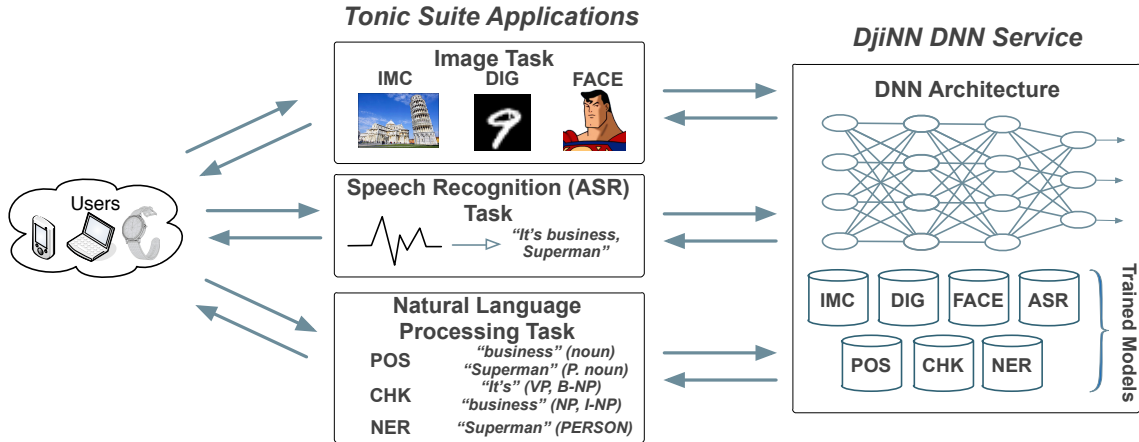 Tonic Suite Applications
DjiNN DNN Service
Users
Image Task
IMC DIG FACE
9
Speech Recognition (ASR)
Task
“It’s business,
Superman”
Natural Language
Processing Task
POS “business” (noun)
“Superman” (P. noun)
CHK “It’s” (VP, B-NP)
“business” (NP, I-NP)
NER “Superman” (PERSON)
DNN Architecture
IMC DIG FACE ASR
POS CHK NER
Trained Models